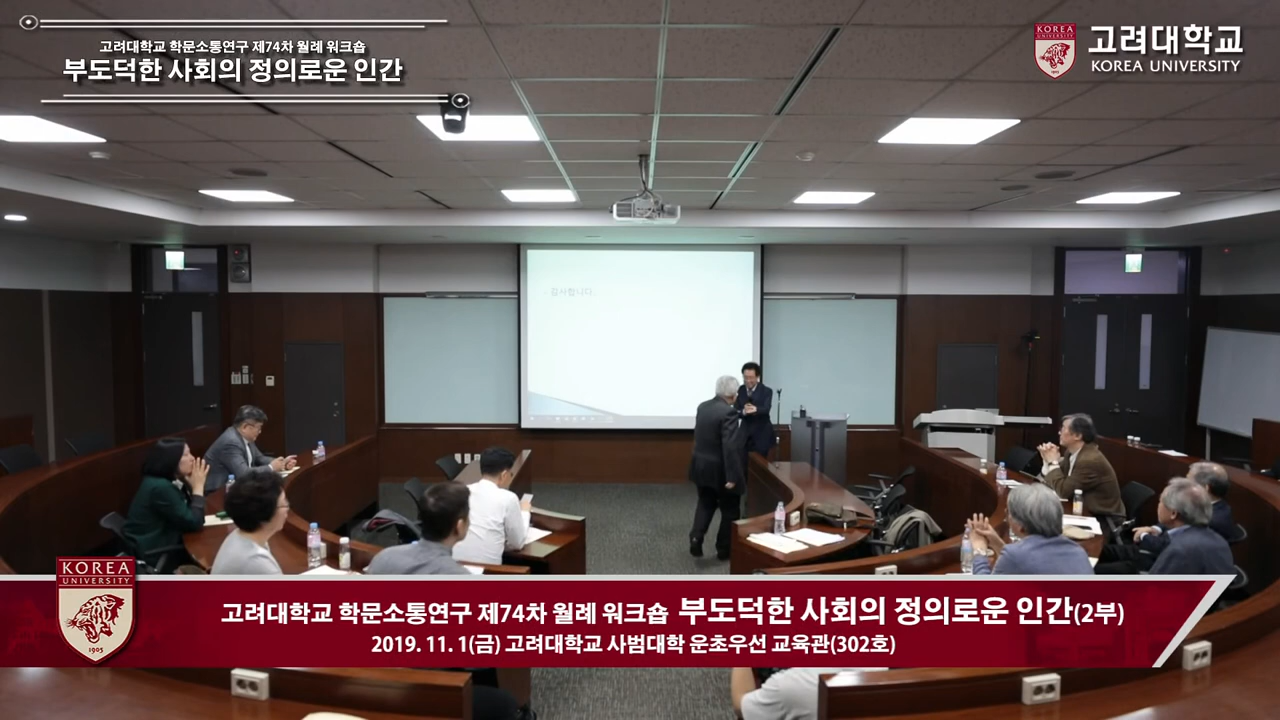 고려대학교 학문소통연구 제74차 월례 워크숍
부도덕한 사회의 정의로운 인간
KOREA
UNIVERSITY
1905
고려대학교
KOREA UNIVERSITY
감사합니다.
KOREA
UNIVERSITY
1905
고려대학교 학문소통연구 제74차 월례 워크숍 부도덕한 사회의 정의로운 인간(2부)
2019. 11. 1(금) 고려대학교 사범대학 운초우선 교육관(302호)